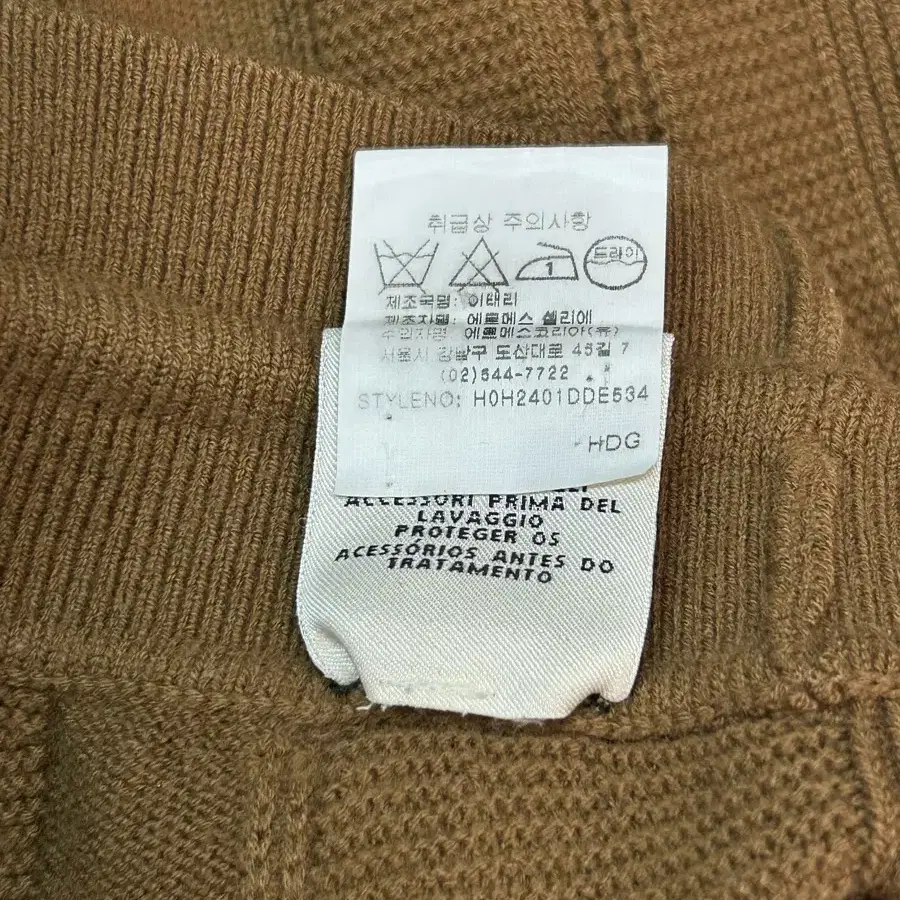 취급상 주의사항
1 드라이
제조국명: 이태리
제조자명: 에르메스 셀리에
수입자명 에르메스코리아(유)
서울시 강남구 도산대로 45길 7
(02)544-7722
STYLENO: H0H2401DDE534
HDG
ACCESSORI PRIMA DEL
LAVAGGIO
PROTEGER OS
ACESSÓRIOS ANTES DO
TRATAMENTO